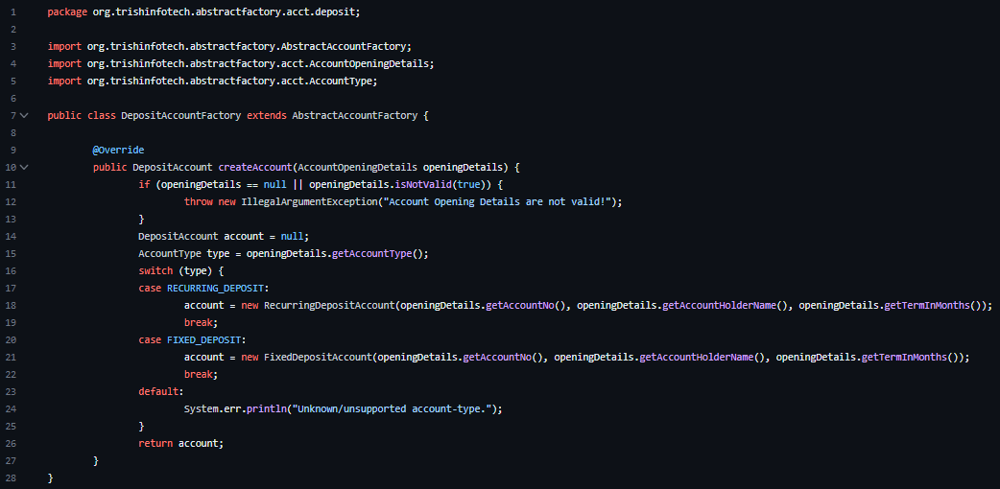 1 package org.trishinfotech.abstractfactory.acct.deposit;
2
3 import org.trishinfotech.abstractfactory.AbstractAccountFactory;
4 import org.trishinfotech.abstractfactory.acct.AccountOpeningDetails;
5 import org.trishinfotech.abstractfactory.acct.AccountType;
6
7 public class DepositAccountFactory extends AbstractAccountFactory {
8
9 @Override
10 public DepositAccount createAccount(AccountOpeningDetails openingDetails) {
11 if (openingDetails == null || openingDetails.isNotValid(true)) {
12 throw new IllegalArgumentException("Account Opening Details are not valid!");
13 }
14 DepositAccount account = null;
15 AccountType type = openingDetails.getAccountType();
16 switch (type) {
17 case RECURRING_DEPOSIT:
18 account = new RecurringDepositAccount(openingDetails.getAccountNo(), openingDetails.getAccountHolderName(), openingDetails.getTermInMonths());
19 break;
20 case FIXED_DEPOSIT:
21 account = new FixedDepositAccount(openingDetails.getAccountNo(), openingDetails.getAccountHolderName(), openingDetails.getTermInMonths());
22 break;
23 default:
24 System.err.println("Unknown/unsupported account-type.");
25 }
26 return account;
27 }
28 }